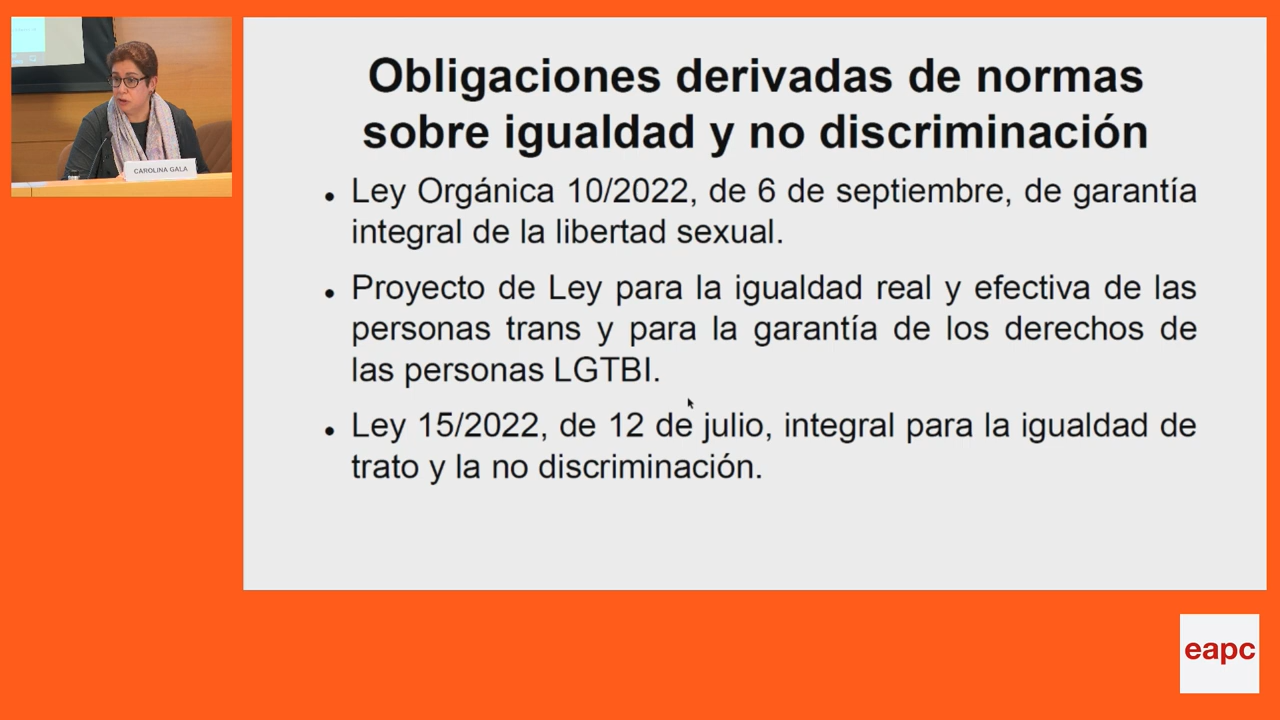 CAROLINA GALA
Obligaciones derivadas de normas
sobre igualdad y no discriminación
• Ley Orgánica 10/2022, de 6 de septiembre, de garantía
integral de la libertad sexual.
• Proyecto de Ley para la igualdad real y efectiva de las
personas trans y para la garantía de los derechos de
las personas LGTBI.
• Ley 15/2022, de 12 de julio, integral para la igualdad de
trato y la no discriminación.
eapc